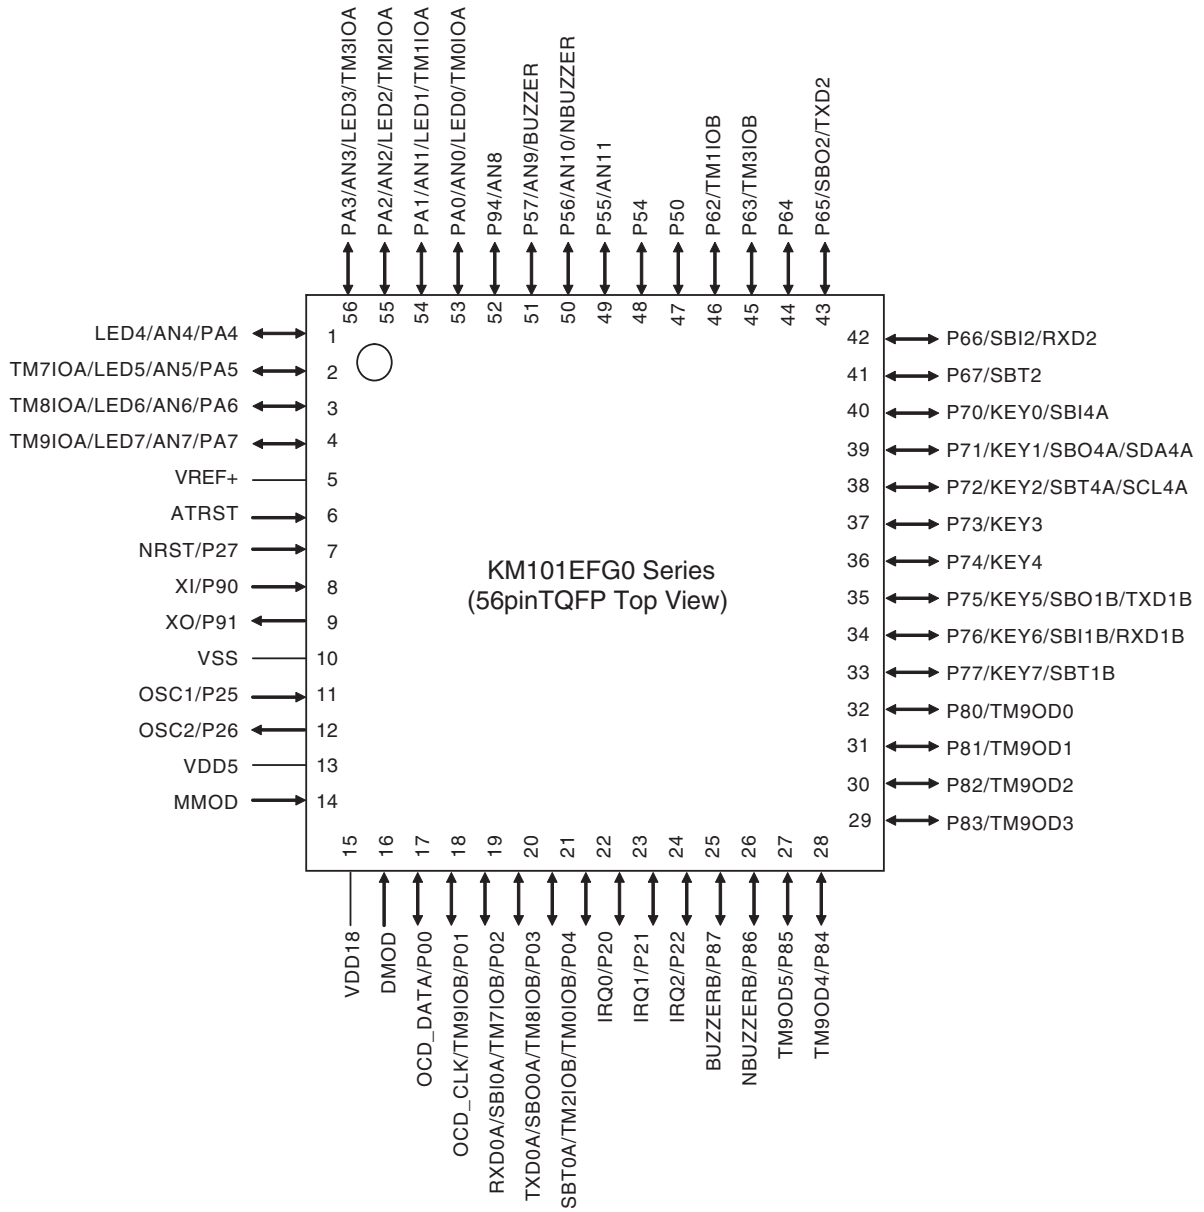 PA3/AN3/LED3/TM3IOA
PA2/AN2/LED2/TM2IOA
PA1/AN1/LED1/TM1IOA
PA0/AN0/LED0/TM0IOA
P94/AN8
P57/AN9/BUZZER
P56/AN10/NBUZZER
P55/AN11
P54
P50
P62/TM1IOB
P63/TM3IOB
P64
P65/SBO2/TXD2
56
55
54
53
52
51
50
49
48
47
46
45
44
43
LED4/AN4/PA4 1
TM7IOA/LED5/AN5/PA5 2
TM8IOA/LED6/AN6/PA6 3
TM9IOA/LED7/AN7/PA7 4
VREF+ 5
ATRST 6
NRST/P27 7
XI/P90 8
XO/P91 9
VSS 10
OSC1/P25 11
OSC2/P26 12
VDD5 13
MMOD 14
KM101EFG0 Series
(56pinTQFP Top View)
42 P66/SBI2/RXD2
41 P67/SBT2
40 P70/KEY0/SBI4A
39 P71/KEY1/SBO4A/SDA4A
38 P72/KEY2/SBT4A/SCL4A
37 P73/KEY3
36 P74/KEY4
35 P75/KEY5/SBO1B/TXD1B
34 P76/KEY6/SBI1B/RXD1B
33 P77/KEY7/SBT1B
32 P80/TM9OD0
31 P81/TM9OD1
30 P82/TM9OD2
29 P83/TM9OD3
15
16
17
18
19
20
21
22
23
24
25
26
27
28
VDD18
DMOD
OCD_DATA/P00
OCD_CLK/TM9IOB/P01
RXD0A/SBI0A/TM7IOB/P02
TXD0A/SBO0A/TM8IOB/P03
SBT0A/TM2IOB/TM0IOB/P04
IRQ0/P20
IRQ1/P21
IRQ2/P22
BUZZERB/P87
NBUZZERB/P86
TM9OD5/P85
TM9OD4/P84